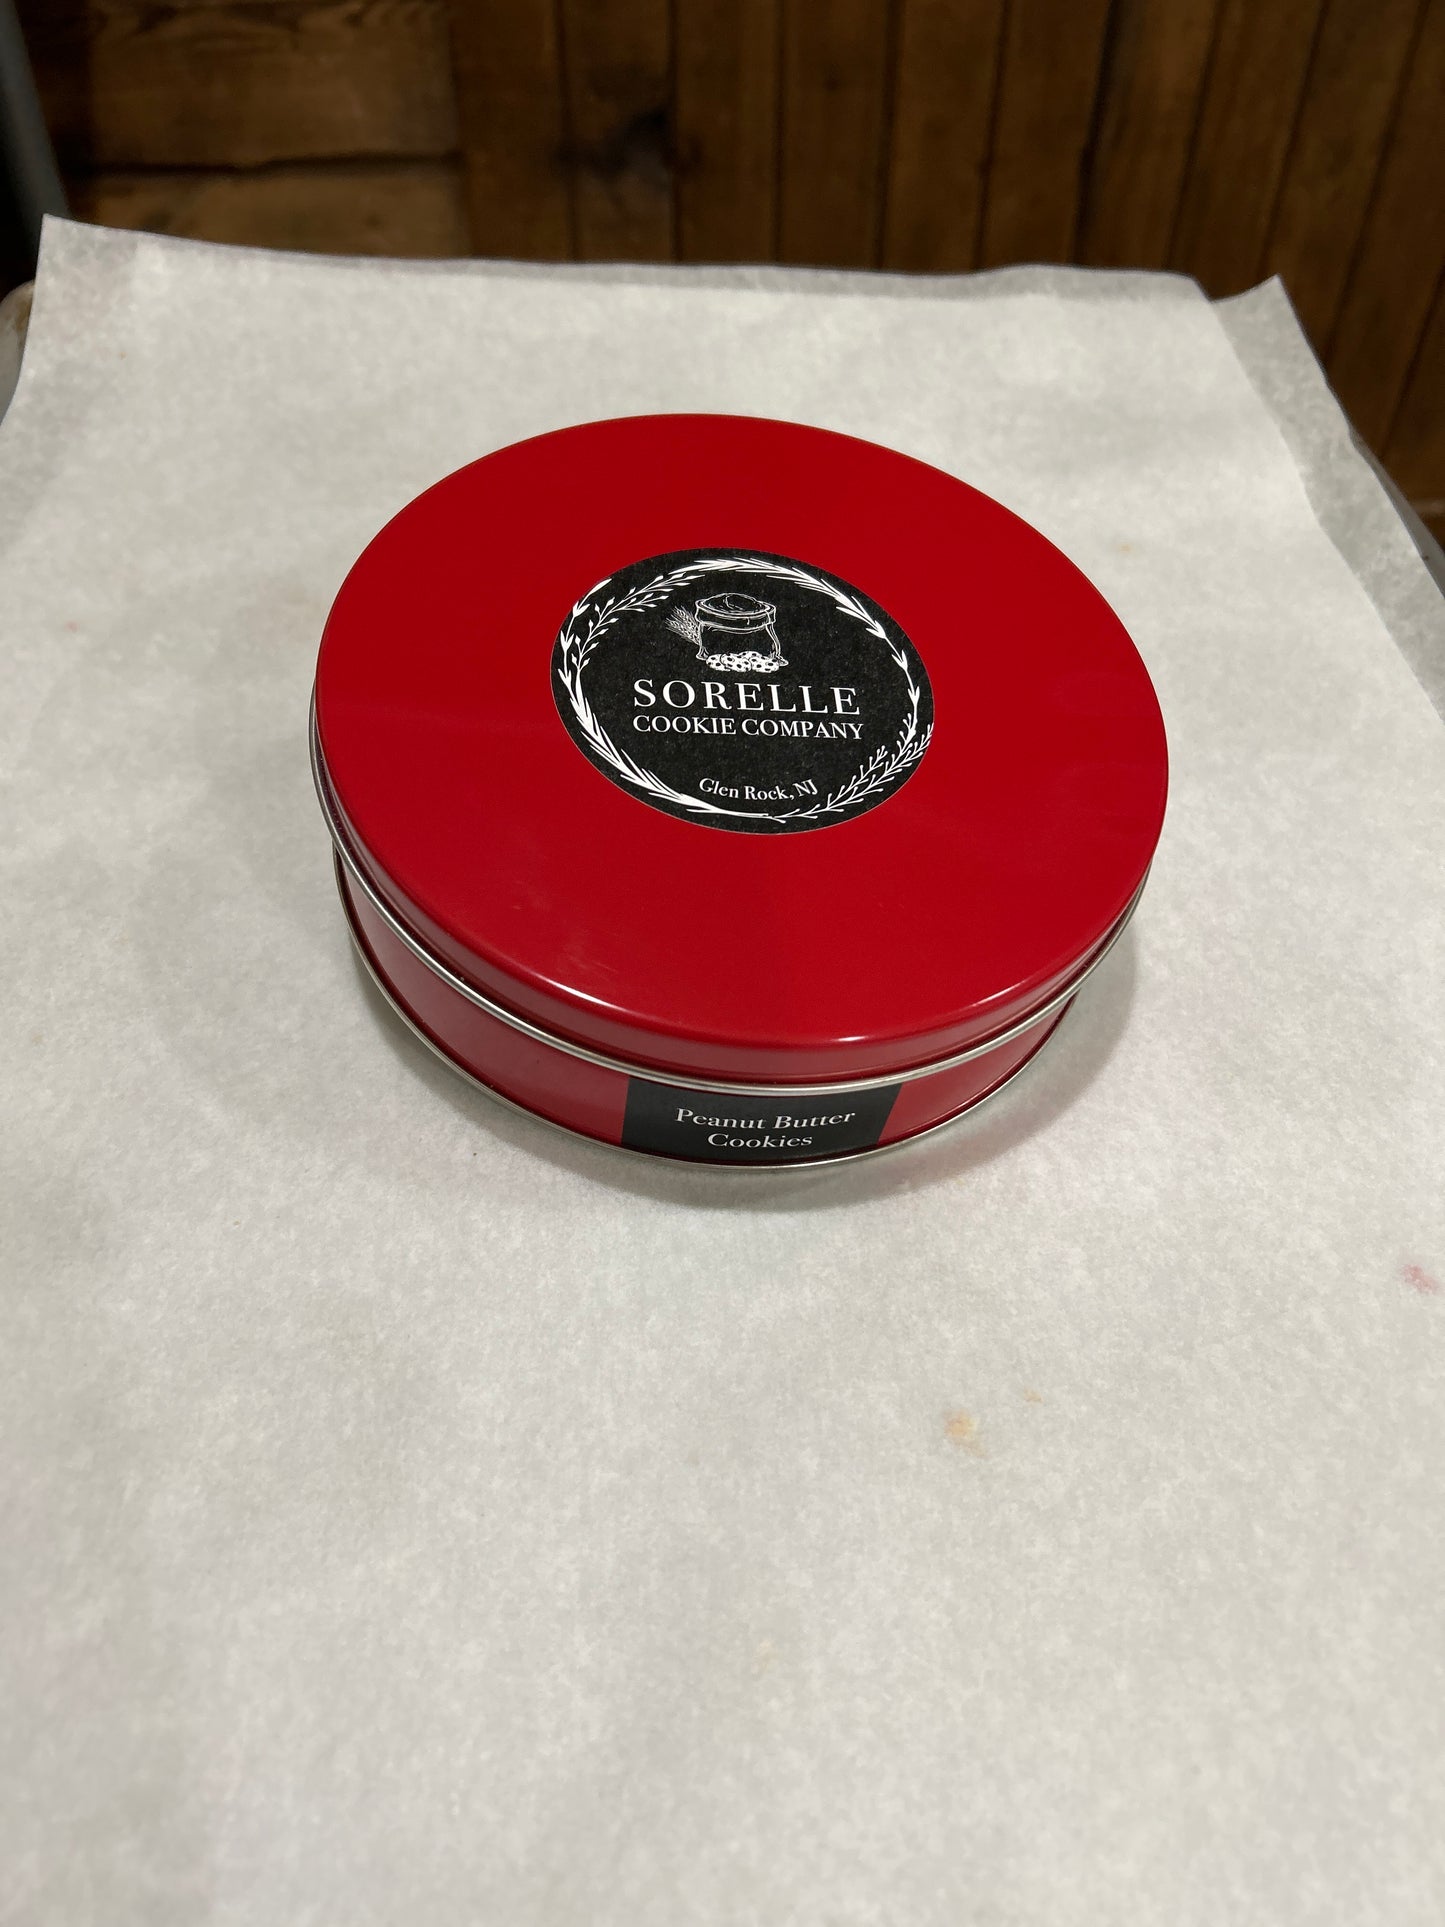 SORELLE
COOKIE COMPANY
Glen Rock, NJ
Peanut Butter
Cookies